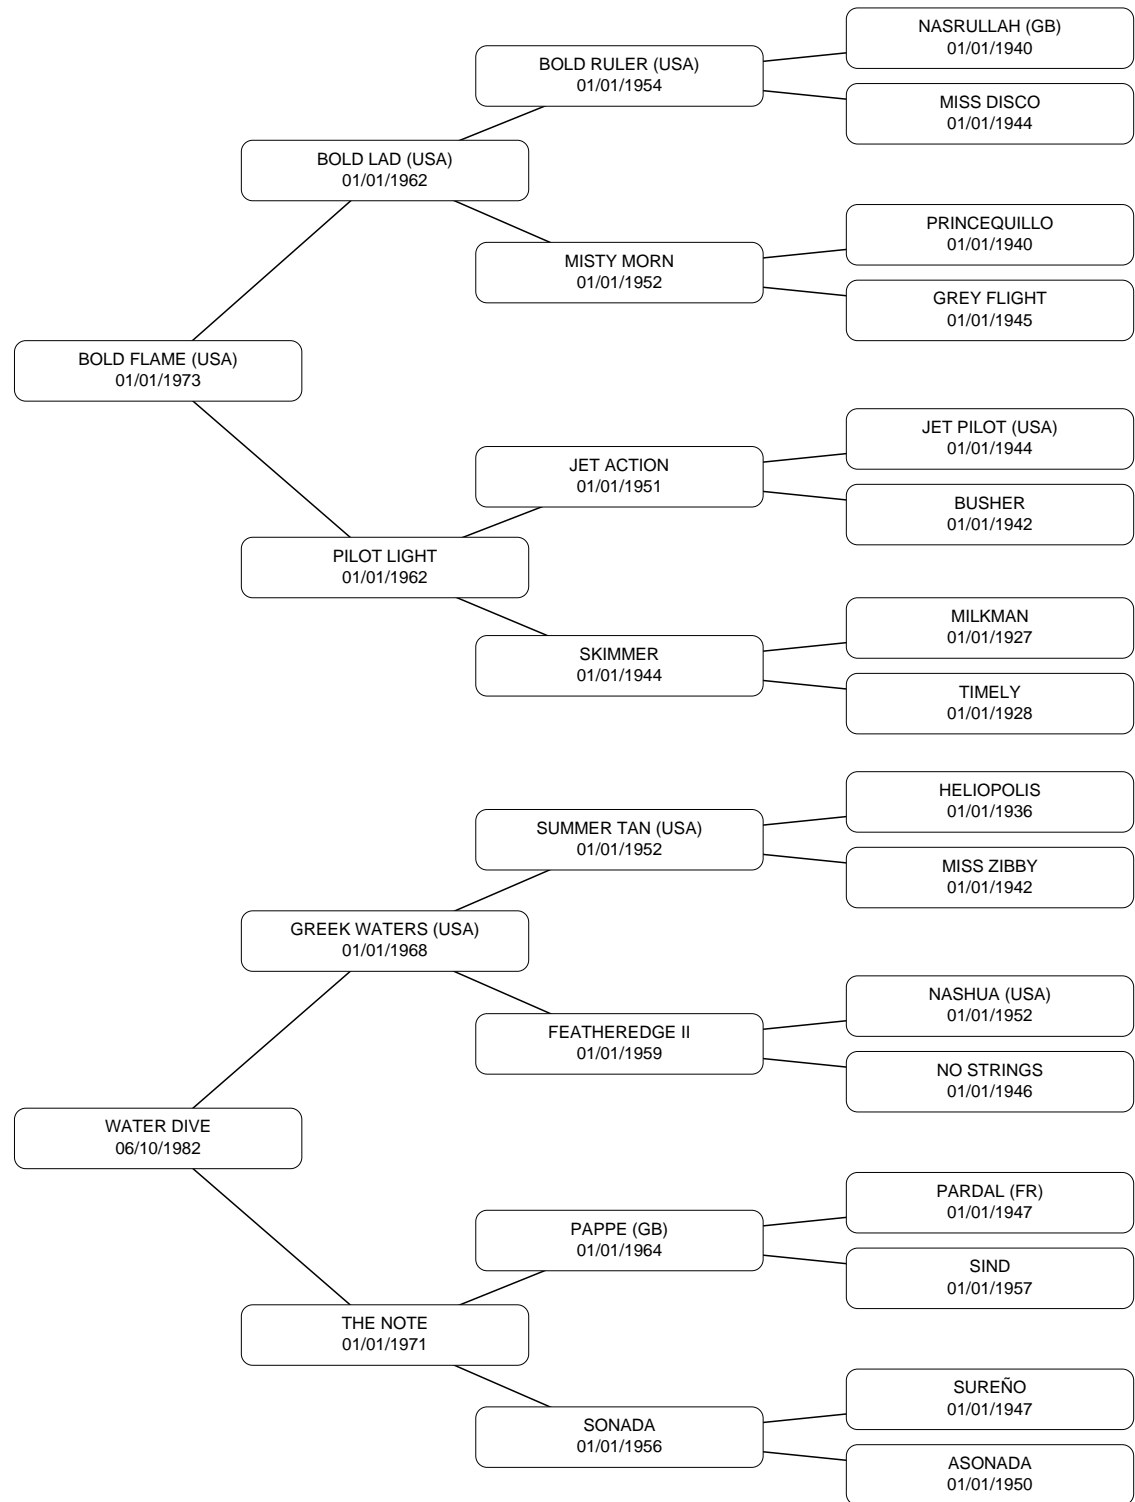 NASRULLAH (GB)
01/01/1940
BOLD RULER (USA)
01/01/1954
MISS DISCO
01/01/1944
BOLD LAD (USA)
01/01/1962
PRINCEQUILLO
01/01/1940
MISTY MORN
01/01/1952
GREY FLIGHT
01/01/1945
BOLD FLAME (USA)
01/01/1973
JET PILOT (USA)
01/01/1944
JET ACTION
01/01/1951
BUSHER
01/01/1942
PILOT LIGHT
01/01/1962
MILKMAN
01/01/1927
SKIMMER
01/01/1944
TIMELY
01/01/1928
HELIOPOLIS
01/01/1936
SUMMER TAN (USA)
01/01/1952
MISS ZIBBY
01/01/1942
GREEK WATERS (USA)
01/01/1968
NASHUA (USA)
01/01/1952
FEATHEREDGE II
01/01/1959
NO STRINGS
01/01/1946
WATER DIVE
06/10/1982
PARDAL (FR)
01/01/1947
PAPPE (GB)
01/01/1964
SIND
01/01/1957
THE NOTE
01/01/1971
SUREÑO
01/01/1947
SONADA
01/01/1956
ASONADA
01/01/1950